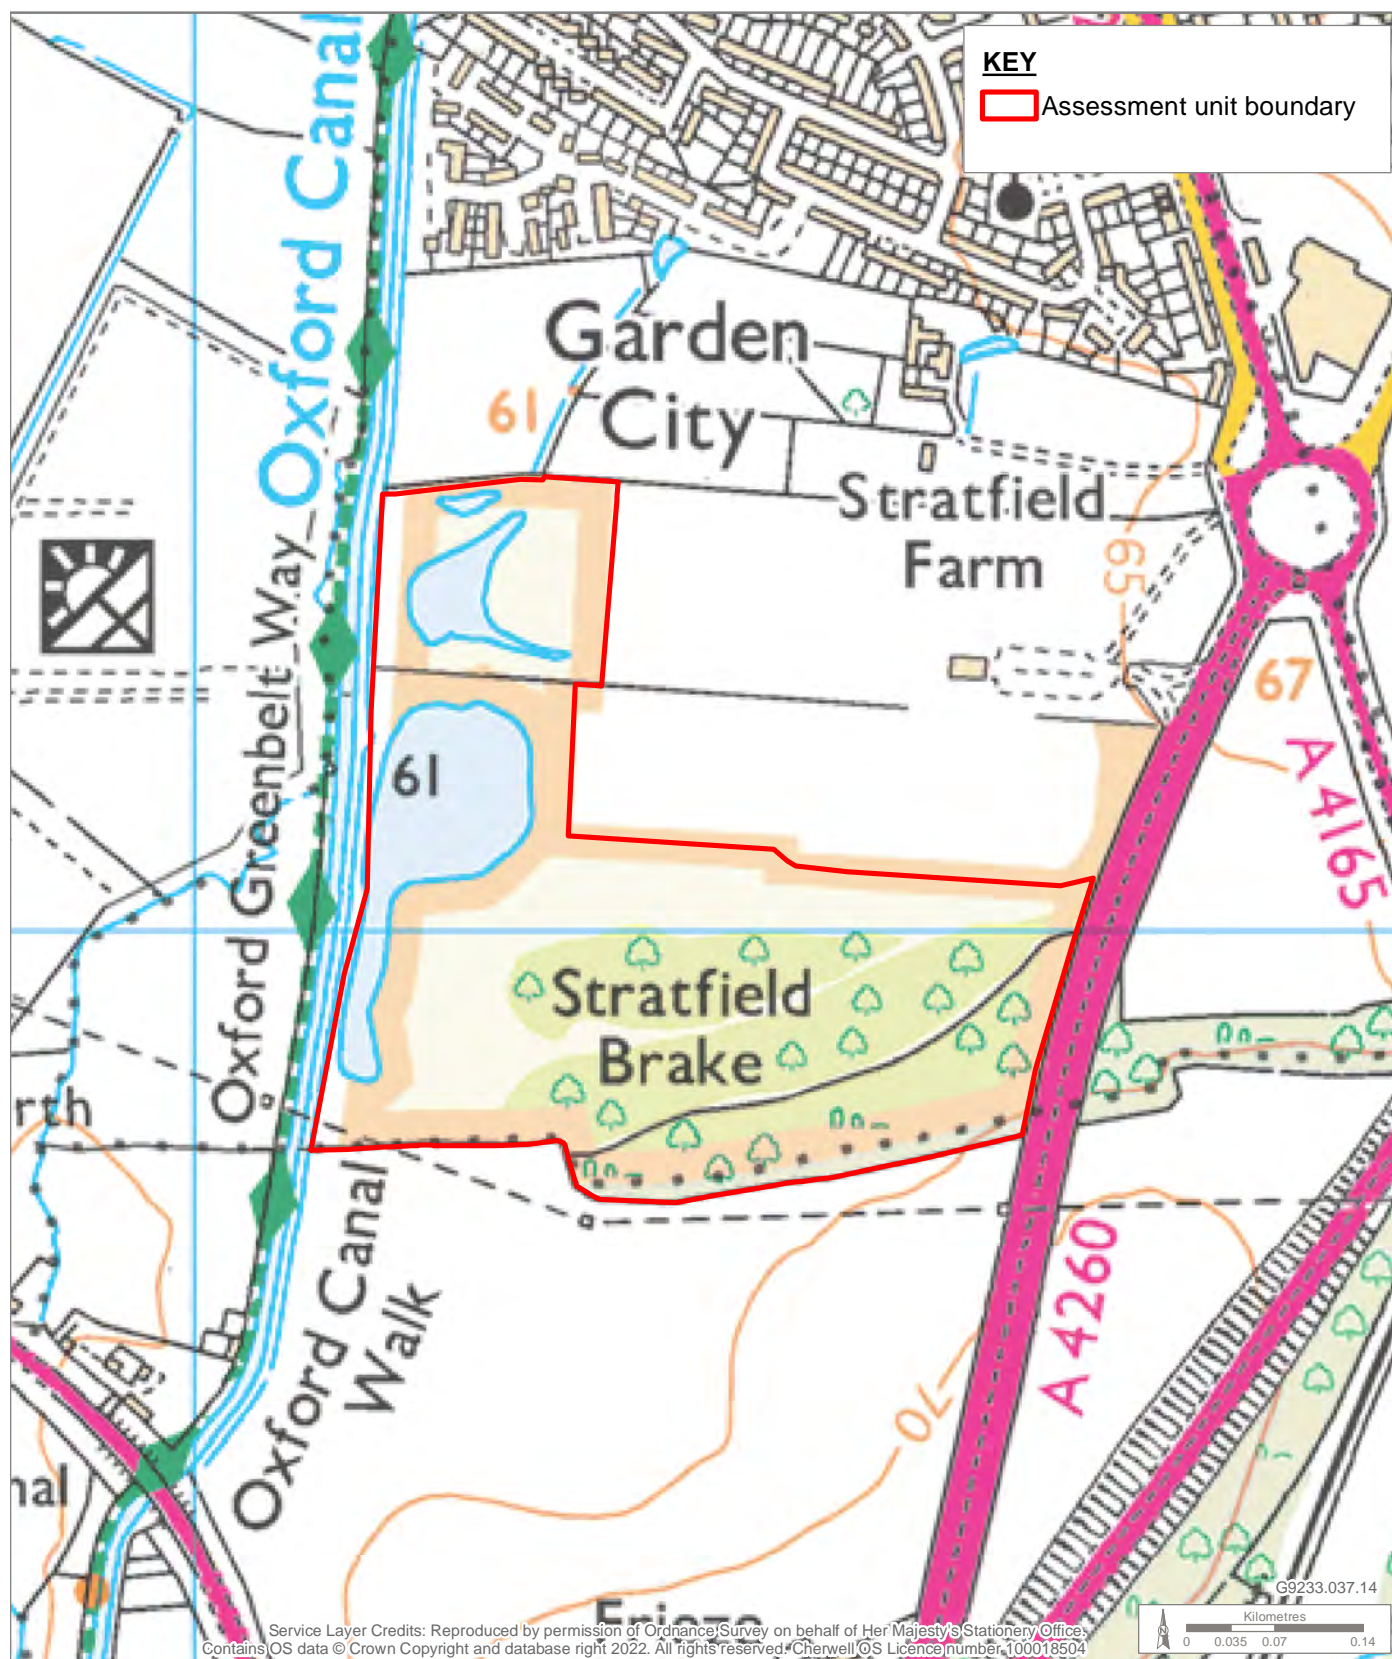 KEY
Assessment unit boundary
Oxford Canal
Garden
City
61
Stratfield
Farm
65
67
A 4165
Oxford Greenbelt Way
61
Stratfield
Brake
rth
Oxford Canal
Walk
A 4260
70
nal
G9233.037.14
Service Layer Credits: Reproduced by permission of Ordnance Survey on behalf of Her Majesty's Stationery Office.
Contains OS data © Crown Copyright and database right 2022. All rights reserved. Cherwell OS Licence number 100018504
N
Kilometres
0 0.035 0.07 0.14